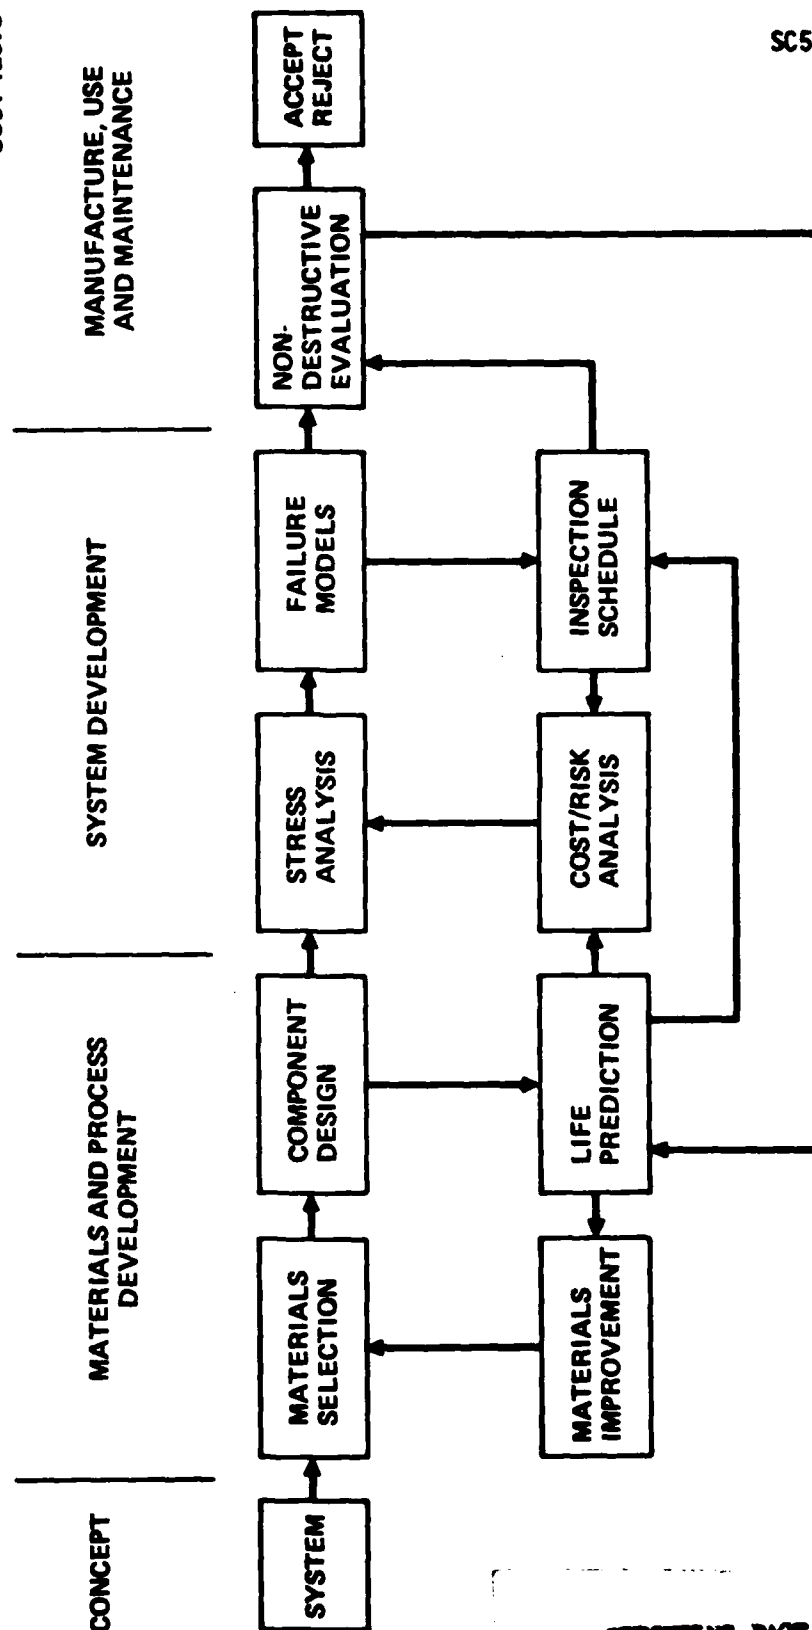 CONCEPT
MATERIALS AND PROCESS
DEVELOPMENT
SYSTEM DEVELOPMENT
MANUFACTURE, USE
AND MAINTENANCE
SYSTEM
MATERIALS
SELECTION
COMPONENT
DESIGN
STRESS
ANALYSIS
FAILURE
MODELS
NON-
DESTRUCTIVE
EVALUATION
ACCEPT
REJECT
MATERIALS
IMPROVEMENT
LIFE
PREDICTION
COST/RISK
ANALYSIS
INSPECTION
SCHEDULE
SC5